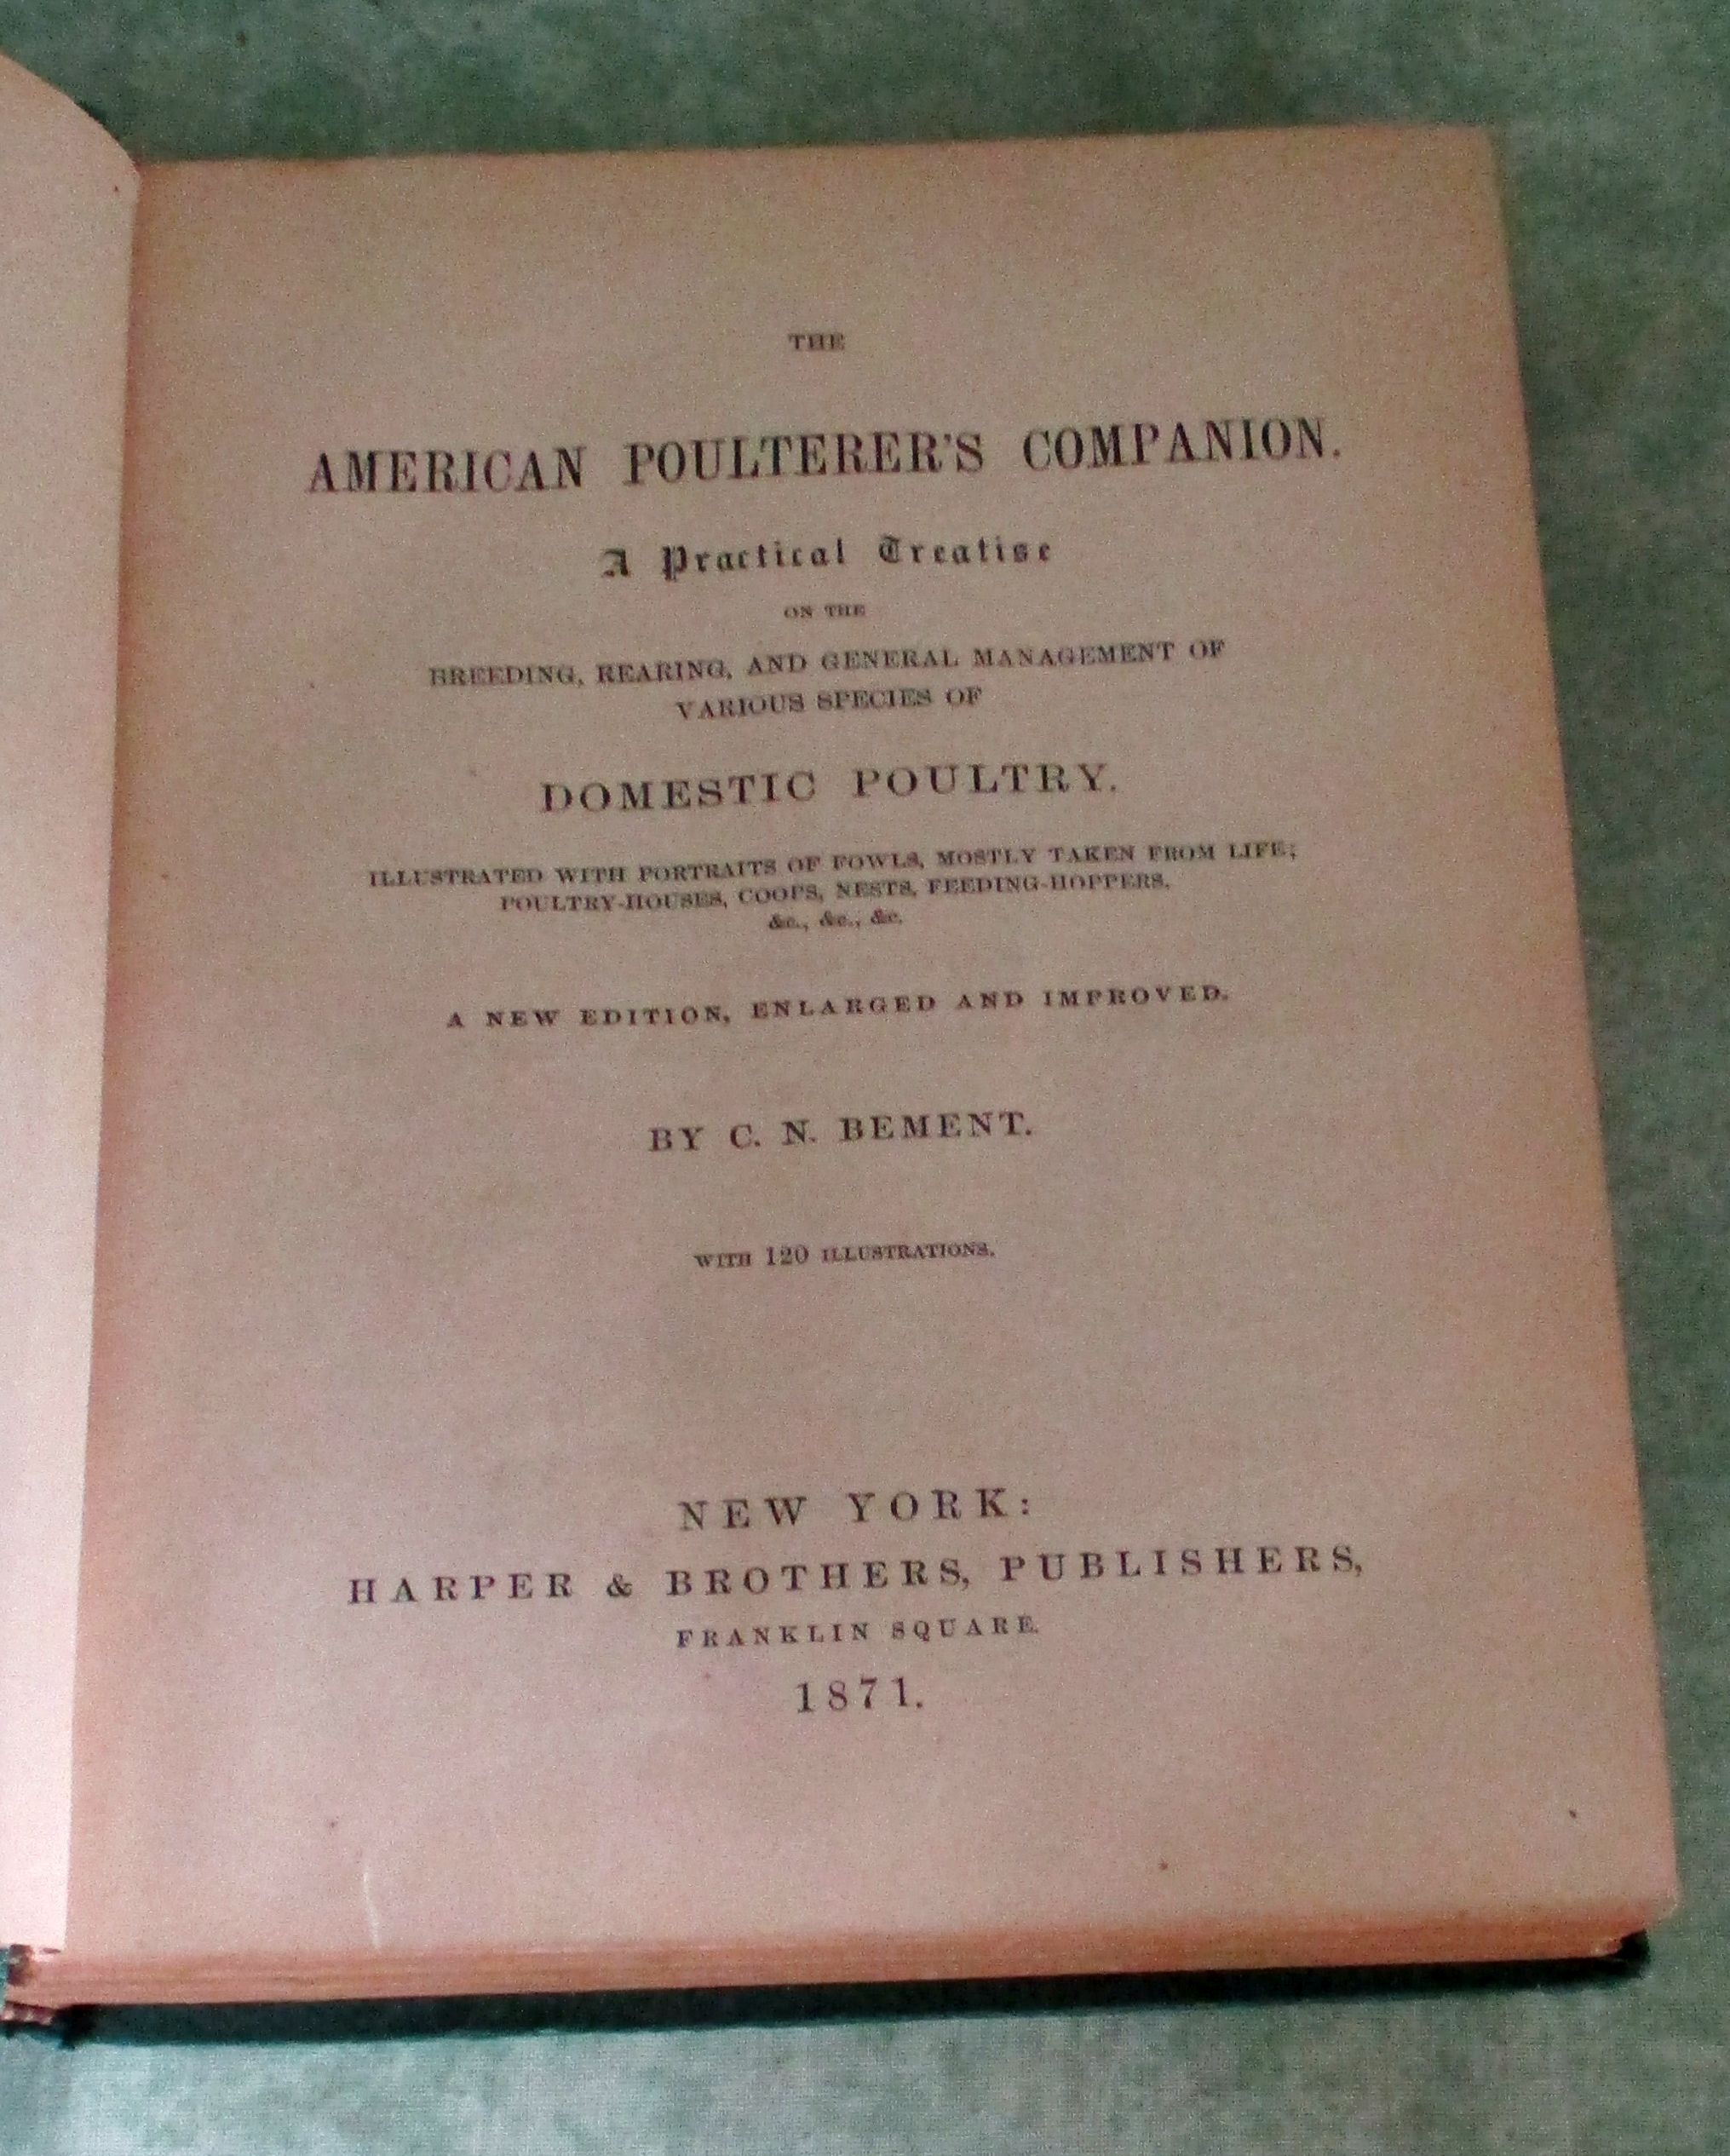 THE
AMERICAN POULTERER'S COMPANION.
A Practical Treatise
ON THE
BREEDING, REARING, AND GENERAL MANAGEMENT OF
VARIOUS SPECIES OF
DOMESTIC POULTRY.
ILLUSTRATED WITH PORTRAITS OF FOWLS, MOSTLY TAKEN FROM LIFE;
POULTRY-HOUSES, COOPS, NESTS, FEEDING-HOPPERS,
&c., &c., &c.
A NEW EDITION, ENLARGED AND IMPROVED.
BY C. N. BEMENT.
WITH 120 ILLUSTRATIONS.
NEW YORK:
HARPER & BROTHERS, PUBLISHERS,
FRANKLIN SQUARE.
1871.